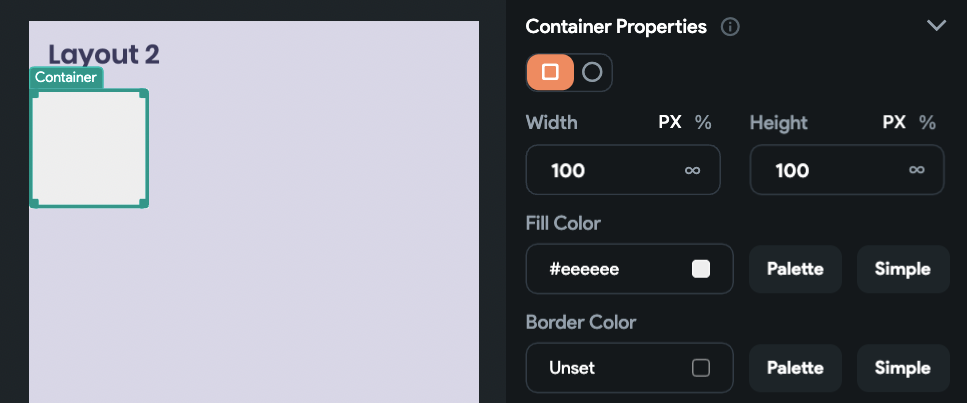 Layout 2
Container
Container Properties
Width PX %
Height PX %
100 ∞
100 ∞
Fill Color
#eeeeee Palette Simple
Border Color
Unset Palette Simple